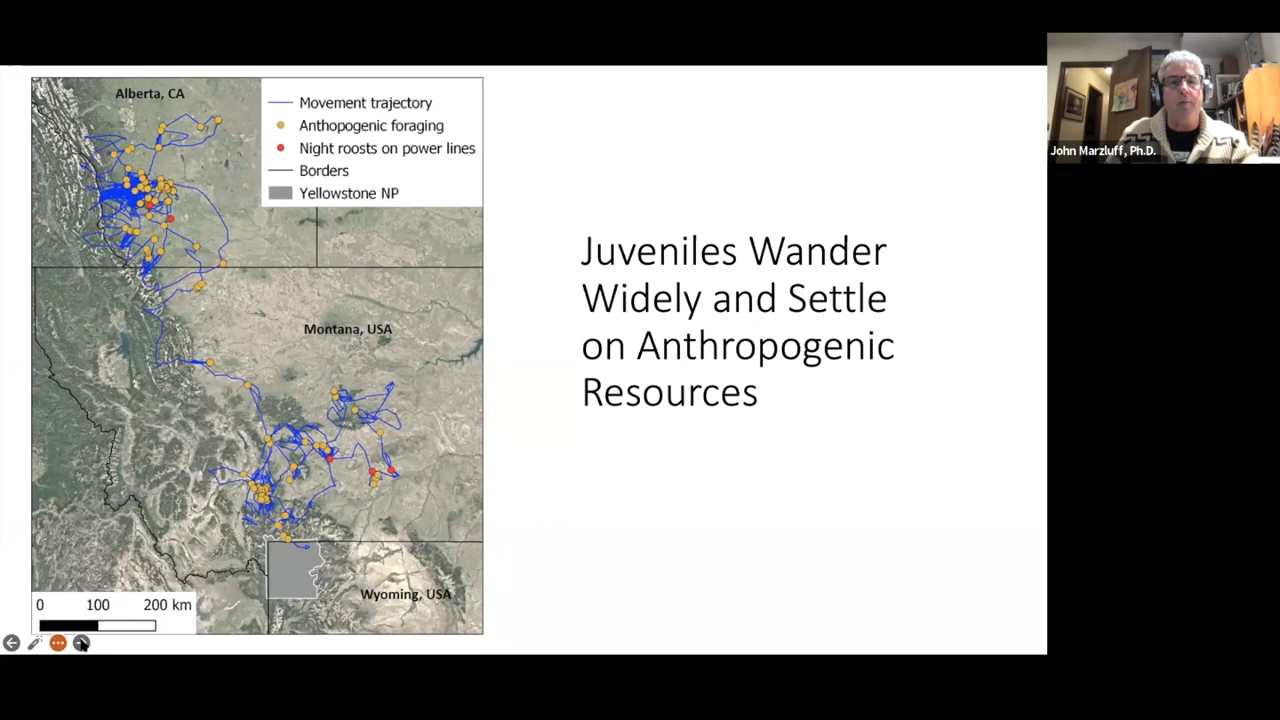 Alberta, CA
Movement trajectory
Anthopogenic foraging
Night roosts on power lines
Borders
Yellowstone NP
Montana, USA
Wyoming, USA
0 100 200 km
Juveniles Wander
Widely and Settle
on Anthropogenic
Resources
John Marzluff, Ph.D.